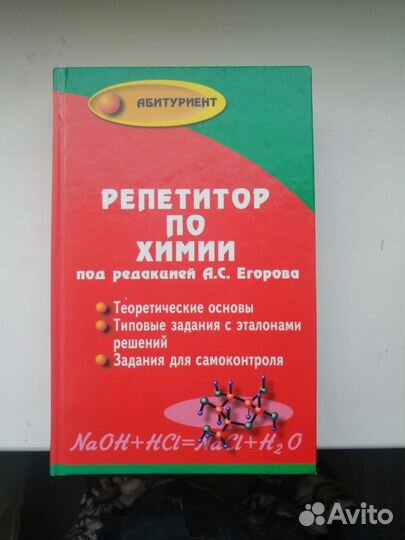 АБИТУРИЕНТ
РЕПЕТИТОР
ПО
ХИМИИ
под редакцией А.С. Егорова
Теоретические основы
Типовые задания с эталонами
решений
Задания для самоконтроля
NaOH+HCl=NaCl+H₂O
Avito